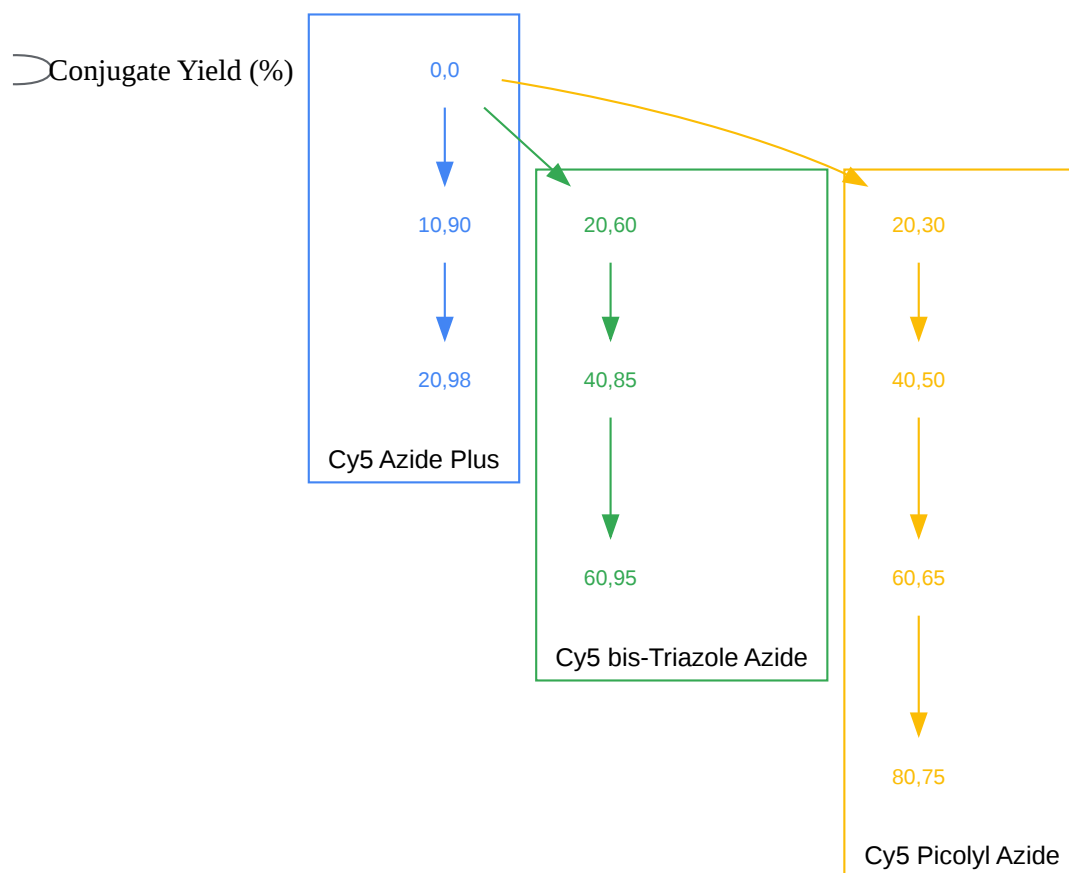 Conjugate Yield (%)
0,0
10,90
20,98
Cy5 Azide Plus
20,60
40,85
60,95
Cy5 bis-Triazole Azide
20,30
40,50
60,65
80,75
Cy5 Picolyl Azide